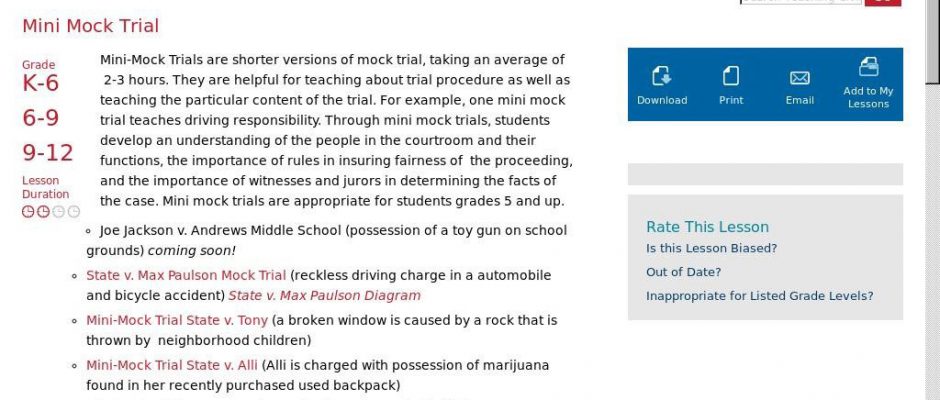 Mini Mock Trial
Grade
K-6
6-9
9-12
Lesson
Duration
Mini-Mock Trials are shorter versions of mock trial, taking an average of
2-3 hours. They are helpful for teaching about trial procedure as well as
teaching the particular content of the trial. For example, one mini mock
trial teaches driving responsibility. Through mini mock trials, students
develop an understanding of the people in the courtroom and their
functions, the importance of rules in insuring fairness of the proceeding,
and the importance of witnesses and jurors in determining the facts of
the case. Mini mock trials are appropriate for students grades 5 and up.
Joe Jackson v. Andrews Middle School (possession of a toy gun on school
grounds) coming soon!
State v. Max Paulson Mock Trial (reckless driving charge in a automobile
and bicycle accident) State v. Max Paulson Diagram
Mini-Mock Trial State v. Tony (a broken window is caused by a rock that is
thrown by neighborhood children)
Mini-Mock Trial State v. Alli (Alli is charged with possession of marijuana
found in her recently purchased used backpack)
Download
Print
Email
Add to My
Lessons
Rate This Lesson
Is this Lesson Biased?
Out of Date?
Inappropriate for Listed Grade Levels?